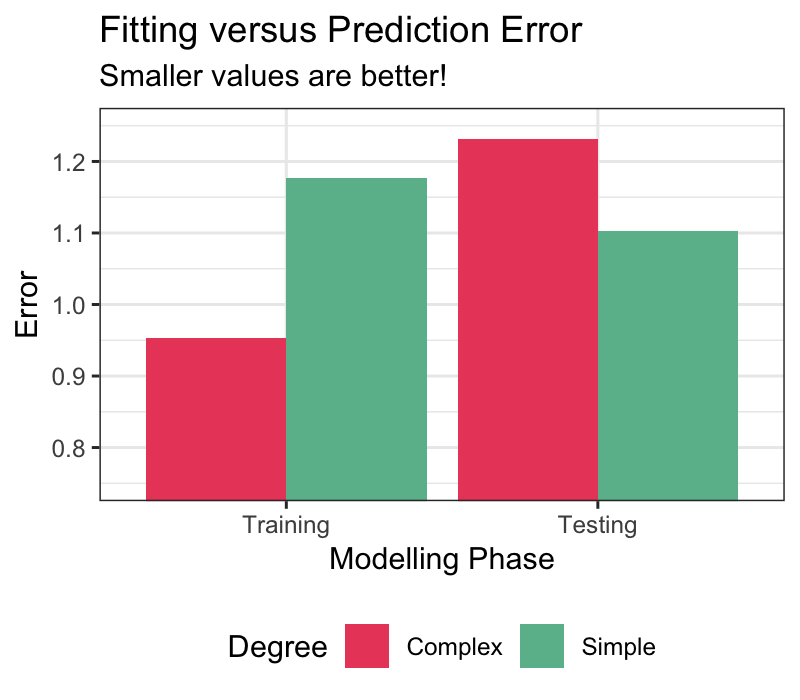 Fitting versus Prediction Error
Smaller values are better!
1.2
1.1
1.0
0.9
0.8
Error
Training Testing
Modelling Phase
Degree Complex Simple